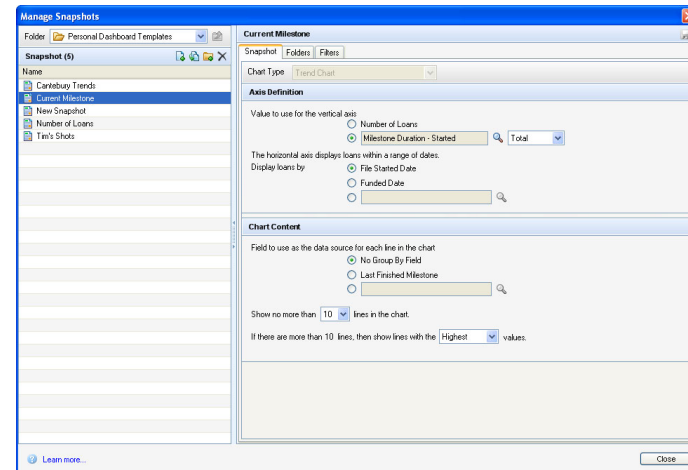 Manage Snapshots
Folder Personal Dashboard Templates
Snapshot (5)
Name
Cantebury Trends
Current Milestone
New Snapshot
Number of Loans
Tim's Shots
Current Milestone
Snapshot Folders Filters
Chart Type Trend Chart
Axis Definition
Value to use for the vertical axis
Number of Loans
Milestone Duration - Started Total
The horizontal axis displays loans within a range of dates.
Display loans by File Started Date
Funded Date
Chart Content
Field to use as the data source for each line in the chart
No Group By Field
Last Finished Milestone
Show no more than 10 lines in the chart.
If there are more than 10 lines, then show lines with the Highest values.
Learn more...
Close